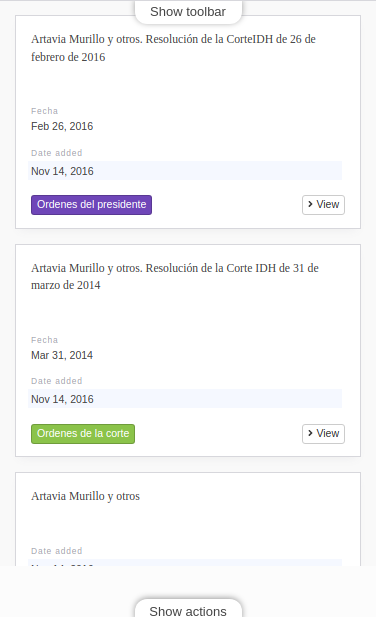 Show toolbar
Artavia Murillo y otros. Resolución de la CorteIDH de 26 de
febrero de 2016
Fecha
Feb 26, 2016
Date added
Nov 14, 2016
Ordenes del presidente
View
Artavia Murillo y otros. Resolución de la Corte IDH de 31 de
marzo de 2014
Fecha
Mar 31, 2014
Date added
Nov 14, 2016
Ordenes de la corte
View
Artavia Murillo y otros
Date added
Show actions